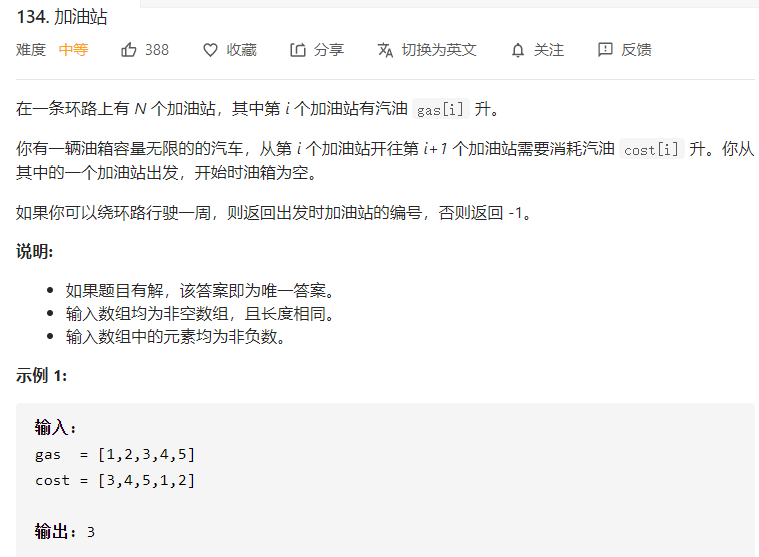 134. 加油站
难度 中等 388 收藏 分享 切换为英文 关注 反馈
在一条环路上有 N 个加油站，其中第 i 个加油站有汽油 gas[i] 升。
你有一辆油箱容量无限的的汽车，从第 i 个加油站开往第 i+1 个加油站需要消耗汽油 cost[i] 升。你从
其中的一个加油站出发，开始时油箱为空。
如果你可以绕环路行驶一周，则返回出发时加油站的编号，否则返回 -1。
说明:
如果题目有解，该答案即为唯一答案。
输入数组均为非空数组，且长度相同。
输入数组中的元素均为非负数。
示例 1:
输入:
gas  = [1,2,3,4,5]
cost = [3,4,5,1,2]
输出: 3